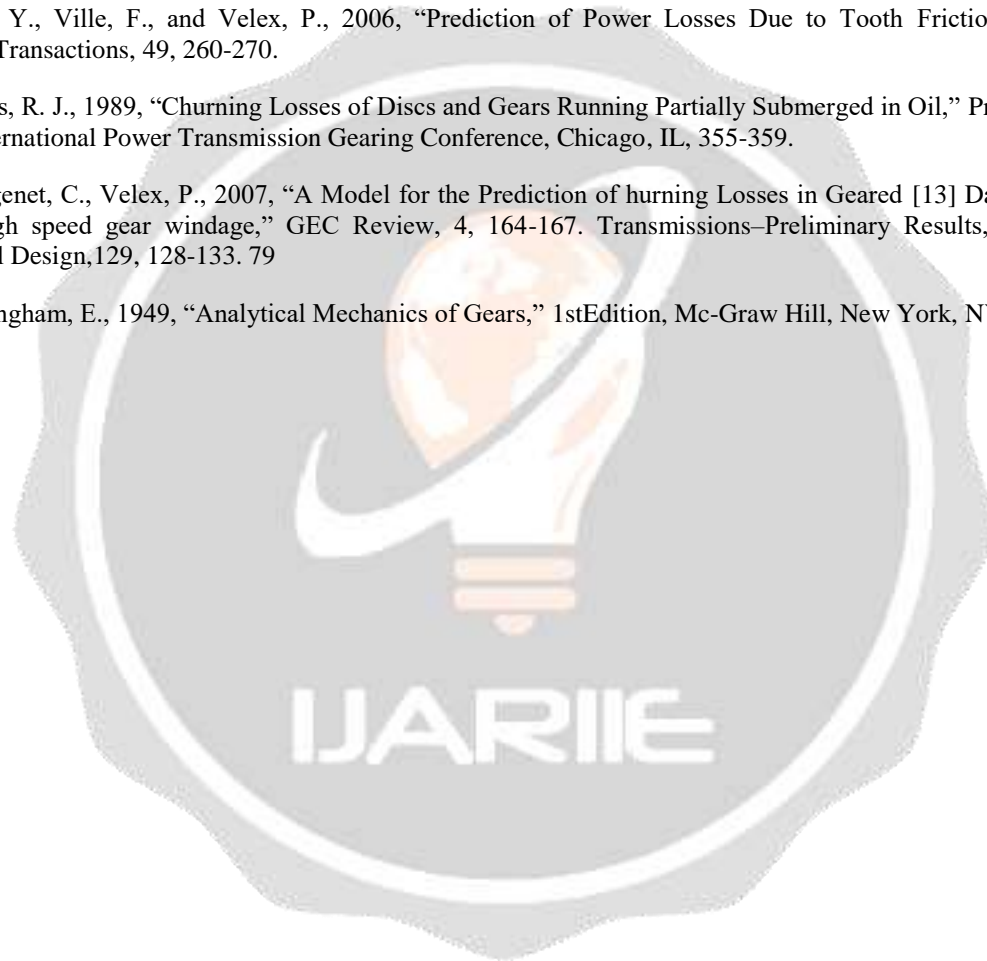 Y., Ville, F., and Velex, P., 2006, “Prediction of Power Losses Due to Tooth Frictio
Transactions, 49, 260-270.
s, R. J., 1989, “Churning Losses of Discs and Gears Running Partially Submerged in Oil,” Pr
ernational Power Transmission Gearing Conference, Chicago, IL, 355-359.
genet, C., Velex, P., 2007, “A Model for the Prediction of hurning Losses in Geared [13] Da
gh speed gear windage,” GEC Review, 4, 164-167. Transmissions–Preliminary Results,
l Design,129, 128-133. 79
ngham, E., 1949, “Analytical Mechanics of Gears,” 1stEdition, Mc-Graw Hill, New York, N
IJARIIE